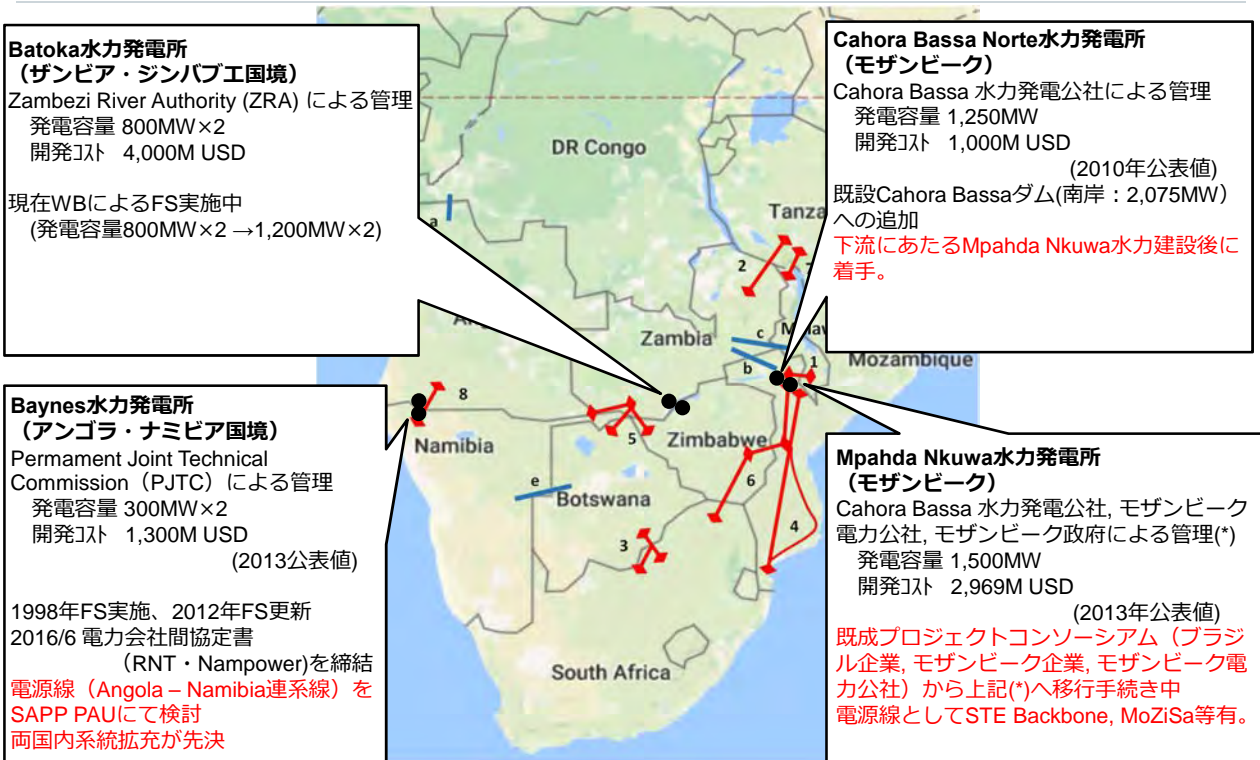 Batoka水力発電所
（ザンビア・ジンバブエ国境）
Zambezi River Authority (ZRA) による管理
発電容量 800MW×2
開発コスト 4,000M USD
現在WBによるFS実施中
(発電容量800MW×2 →1,200MW×2)
Cahora Bassa Norte水力発電所
（モザンビーク）
Cahora Bassa 水力発電公社による管理
発電容量 1,250MW
開発コスト 1,000M USD
(2010年公表値)
既設Cahora Bassaダム(南岸：2,075MW）
への追加
下流にあたるMpahda Nkuwa水力建設後に
着手。
Baynes水力発電所
（アンゴラ・ナミビア国境）
Permament Joint Technical
Commission（PJTC）による管理
発電容量 300MW×2
開発コスト 1,300M USD
(2013公表値)
1998年FS実施、2012年FS更新
2016/6 電力会社間協定書
（RNT・Nampower)を締結
電源線（Angola – Namibia連系線）を
SAPP PAUにて検討
両国内系統拡充が先決
Mpahda Nkuwa水力発電所
（モザンビーク）
Cahora Bassa 水力発電公社, モザンビーク
電力公社, モザンビーク政府による管理(*)
発電容量 1,500MW
開発コスト 2,969M USD
(2013年公表値)
既成プロジェクトコンソーシアム（ブラジ
ル企業, モザンビーク企業, モザンビーク電
力公社）から上記(*)へ移行手続き中
電源線としてSTE Backbone, MoZiSa等有。
DR Congo
Tanza
a
2
Zambia
c
b
1
Mozambique
8
Namibia
5
Zimbabwe
e
Botswana
6
4
3
South Africa